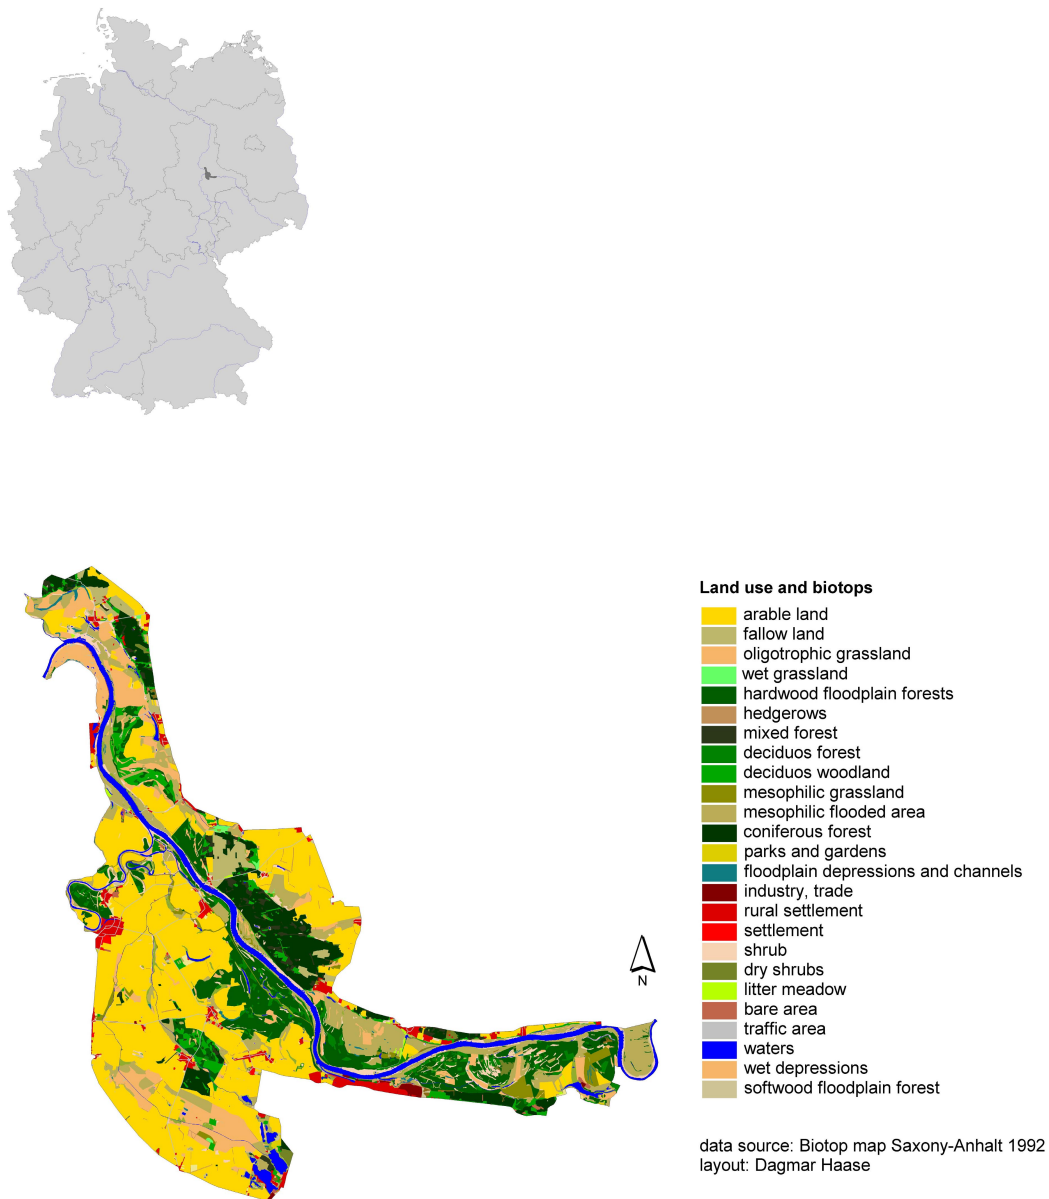 Land use and biotops
arable land
fallow land
oligotrophic grassland
wet grassland
hardwood floodplain forests
hedgerows
mixed forest
deciduos forest
deciduos woodland
mesophilic grassland
mesophilic flooded area
coniferous forest
parks and gardens
floodplain depressions and channels
industry, trade
rural settlement
settlement
shrub
dry shrubs
litter meadow
bare area
traffic area
waters
wet depressions
softwood floodplain forest
N
data source: Biotop map Saxony-Anhalt 1992
layout: Dagmar Haase